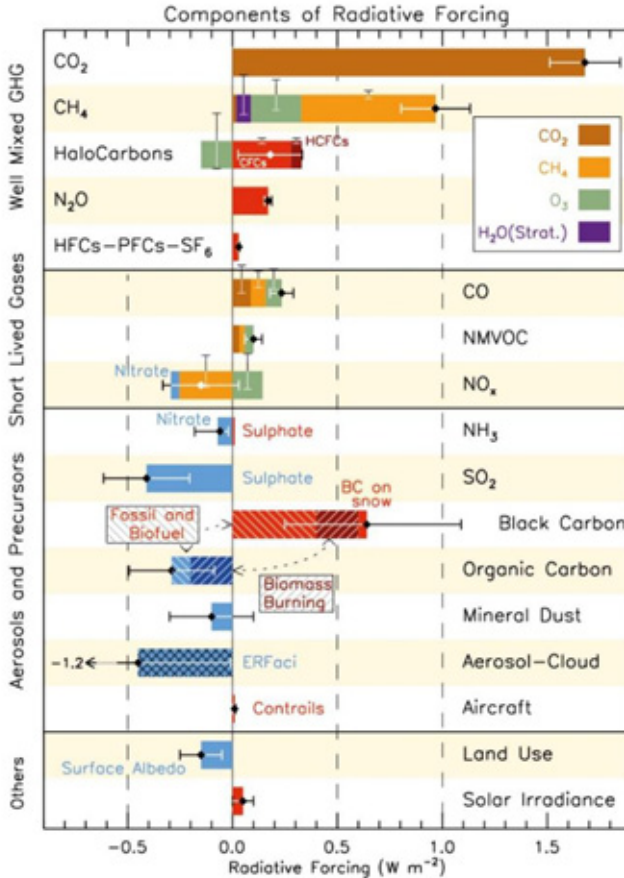 Components of Radiative Forcing
Well Mixed GHG
CO₂
CH₄
HaloCarbons
CFCs
HCFCs
N₂O
HFCs–PFCs–SF₆
CO₂
CH₄
O₃
H₂O(Strat.)
Short Lived Gases
CO
NMVOC
Nitrate
NOₓ
Aerosols and Precursors
Nitrate
Sulphate
NH₃
Sulphate
SO₂
BC on
snow
Black Carbon
Fossil and
Biofuel
Organic Carbon
Biomass
Burning
Mineral Dust
-1.2
ERFaci
Aerosol–Cloud
Contrails
Aircraft
Others
Surface Albedo
Land Use
Solar Irradiance
-0.5 0.0 0.5 1.0 1.5
Radiative Forcing (W m⁻²)